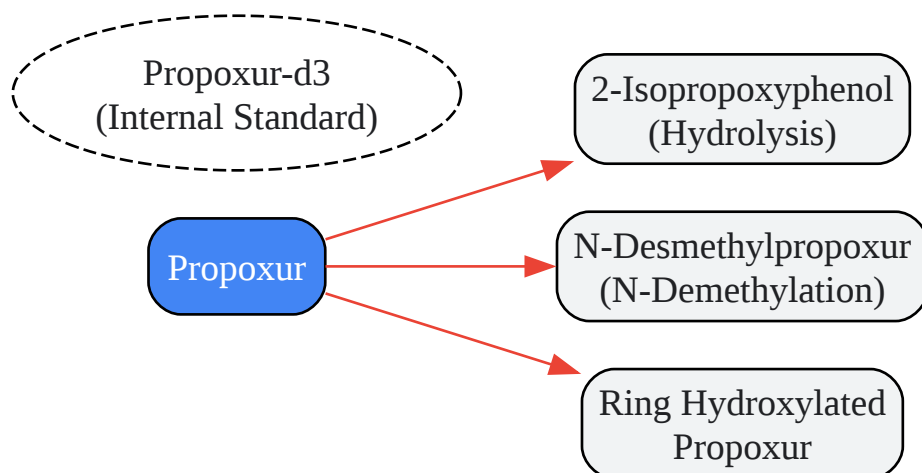 Propoxur-d3
(Internal Standard)
2-Isopropoxyphenol
(Hydrolysis)
Propoxur
N-Desmethylpropoxur
(N-Demethylation)
Ring Hydroxylated
Propoxur